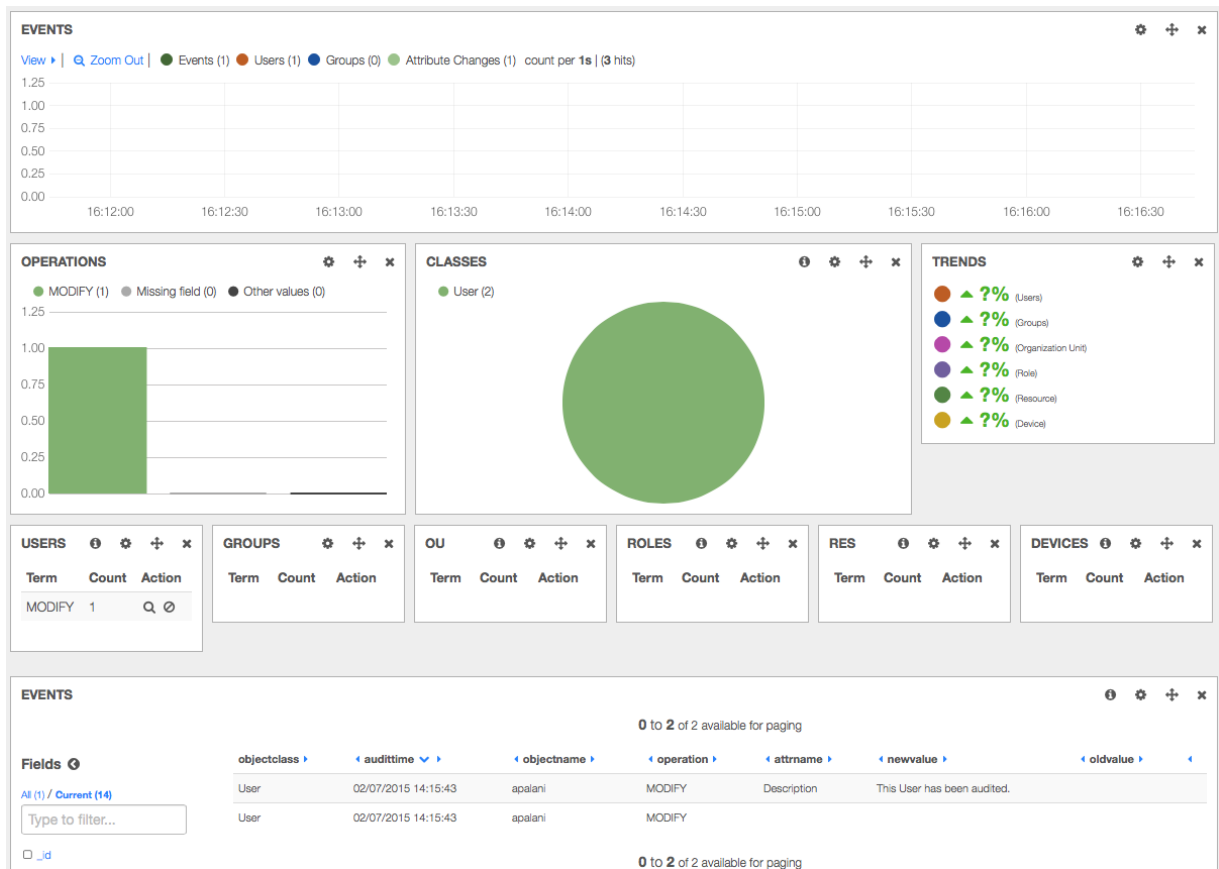 EVENTS
View | Zoom Out | Events (1) Users (1) Groups (0) Attribute Changes (1) count per 1s | (3 hits)
1.25
1.00
0.75
0.50
0.25
0.00
16:12:00 16:12:30 16:13:00 16:13:30 16:14:00 16:14:30 16:15:00 16:15:30 16:16:00 16:16:30
OPERATIONS
MODIFY (1) Missing field (0) Other values (0)
1.25
1.00
0.75
0.50
0.25
0.00
CLASSES
User (2)
TRENDS
?% (Users)
?% (Groups)
?% (Organization Unit)
?% (Role)
?% (Resource)
?% (Device)
USERS
Term Count Action
MODIFY 1
GROUPS
Term Count Action
OU
Term Count Action
ROLES
Term Count Action
RES
Term Count Action
DEVICES
Term Count Action
EVENTS
0 to 2 of 2 available for paging
Fields
All (1) / Current (14)
Type to filter...
_id
objectclass audittime objectname operation attrname newvalue oldvalue
User 02/07/2015 14:15:43 apalani MODIFY Description This User has been audited.
User 02/07/2015 14:15:43 apalani MODIFY
0 to 2 of 2 available for paging